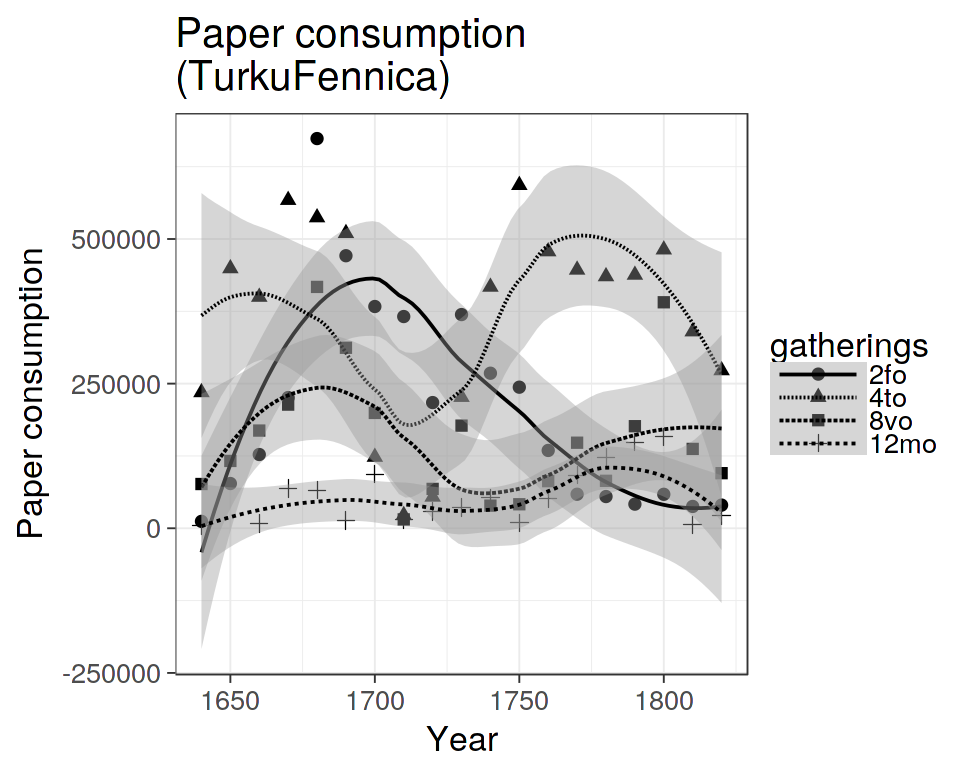 Paper consumption
(TurkuFennica)
Paper consumption
500000
250000
0
-250000
1650
1700
1750
1800
Year
gatherings
2fo
4to
8vo
12mo